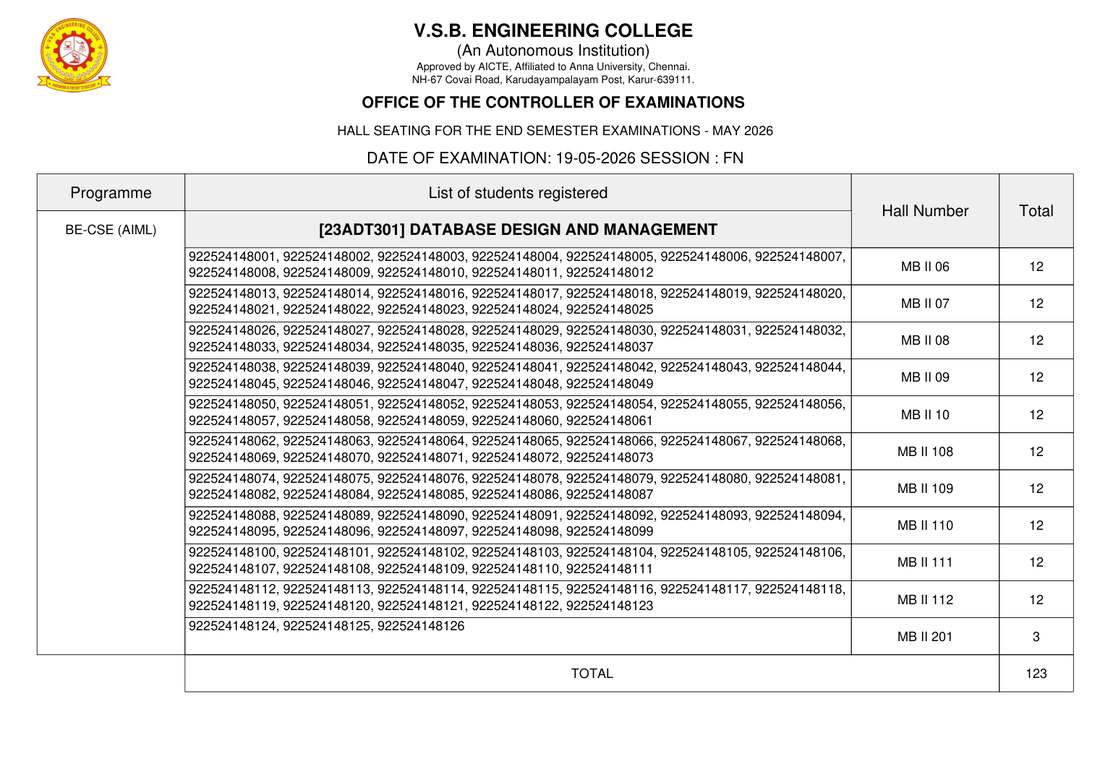 V.S.B. ENGINEERING COLLEGE
(An Autonomous Institution)
Approved by AICTE, Affiliated to Anna University, Chennai.
NH-67 Covai Road, Karudayampalayam Post, Karur-639111.
OFFICE OF THE CONTROLLER OF EXAMINATIONS
HALL SEATING FOR THE END SEMESTER EXAMINATIONS - MAY 2026
DATE OF EXAMINATION: 19-05-2026 SESSION : FN
Programme
List of students registered
Hall Number
Total
BE-CSE (AIML)
[23ADT301] DATABASE DESIGN AND MANAGEMENT
922524148001, 922524148002, 922524148003, 922524148004, 922524148005, 922524148006, 922524148007,
922524148008, 922524148009, 922524148010, 922524148011, 922524148012
MB II 06
12
922524148013, 922524148014, 922524148016, 922524148017, 922524148018, 922524148019, 922524148020,
922524148021, 922524148022, 922524148023, 922524148024, 922524148025
MB II 07
12
922524148026, 922524148027, 922524148028, 922524148029, 922524148030, 922524148031, 922524148032,
922524148033, 922524148034, 922524148035, 922524148036, 922524148037
MB II 08
12
922524148038, 922524148039, 922524148040, 922524148041, 922524148042, 922524148043, 922524148044,
922524148045, 922524148046, 922524148047, 922524148048, 922524148049
MB II 09
12
922524148050, 922524148051, 922524148052, 922524148053, 922524148054, 922524148055, 922524148056,
922524148057, 922524148058, 922524148059, 922524148060, 922524148061
MB II 10
12
922524148062, 922524148063, 922524148064, 922524148065, 922524148066, 922524148067, 922524148068,
922524148069, 922524148070, 922524148071, 922524148072, 922524148073
MB II 108
12
922524148074, 922524148075, 922524148076, 922524148078, 922524148079, 922524148080, 922524148081,
922524148082, 922524148084, 922524148085, 922524148086, 922524148087
MB II 109
12
922524148088, 922524148089, 922524148090, 922524148091, 922524148092, 922524148093, 922524148094,
922524148095, 922524148096, 922524148097, 922524148098, 922524148099
MB II 110
12
922524148100, 922524148101, 922524148102, 922524148103, 922524148104, 922524148105, 922524148106,
922524148107, 922524148108, 922524148109, 922524148110, 922524148111
MB II 111
12
922524148112, 922524148113, 922524148114, 922524148115, 922524148116, 922524148117, 922524148118,
922524148119, 922524148120, 922524148121, 922524148122, 922524148123
MB II 112
12
922524148124, 922524148125, 922524148126
MB II 201
3
TOTAL
123